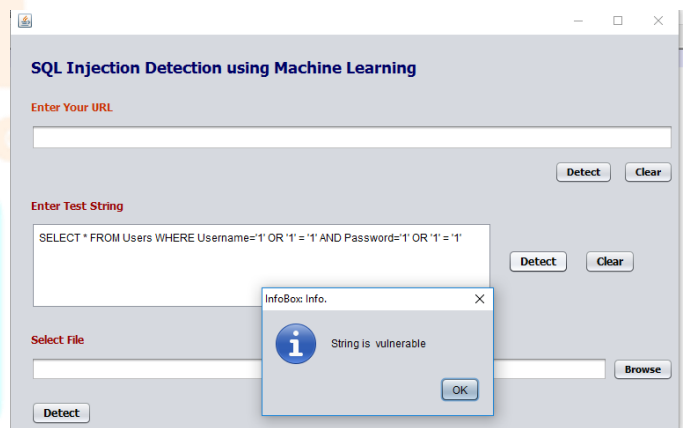 SQL Injection Detection using Machine Learning
Enter Your URL
Detect Clear
Enter Test String
SELECT * FROM Users WHERE Username='1' OR '1' = '1' AND Password='1' OR '1' = '1'
Detect Clear
InfoBox: Info.
String is vulnerable
OK
Select File
Browse
Detect